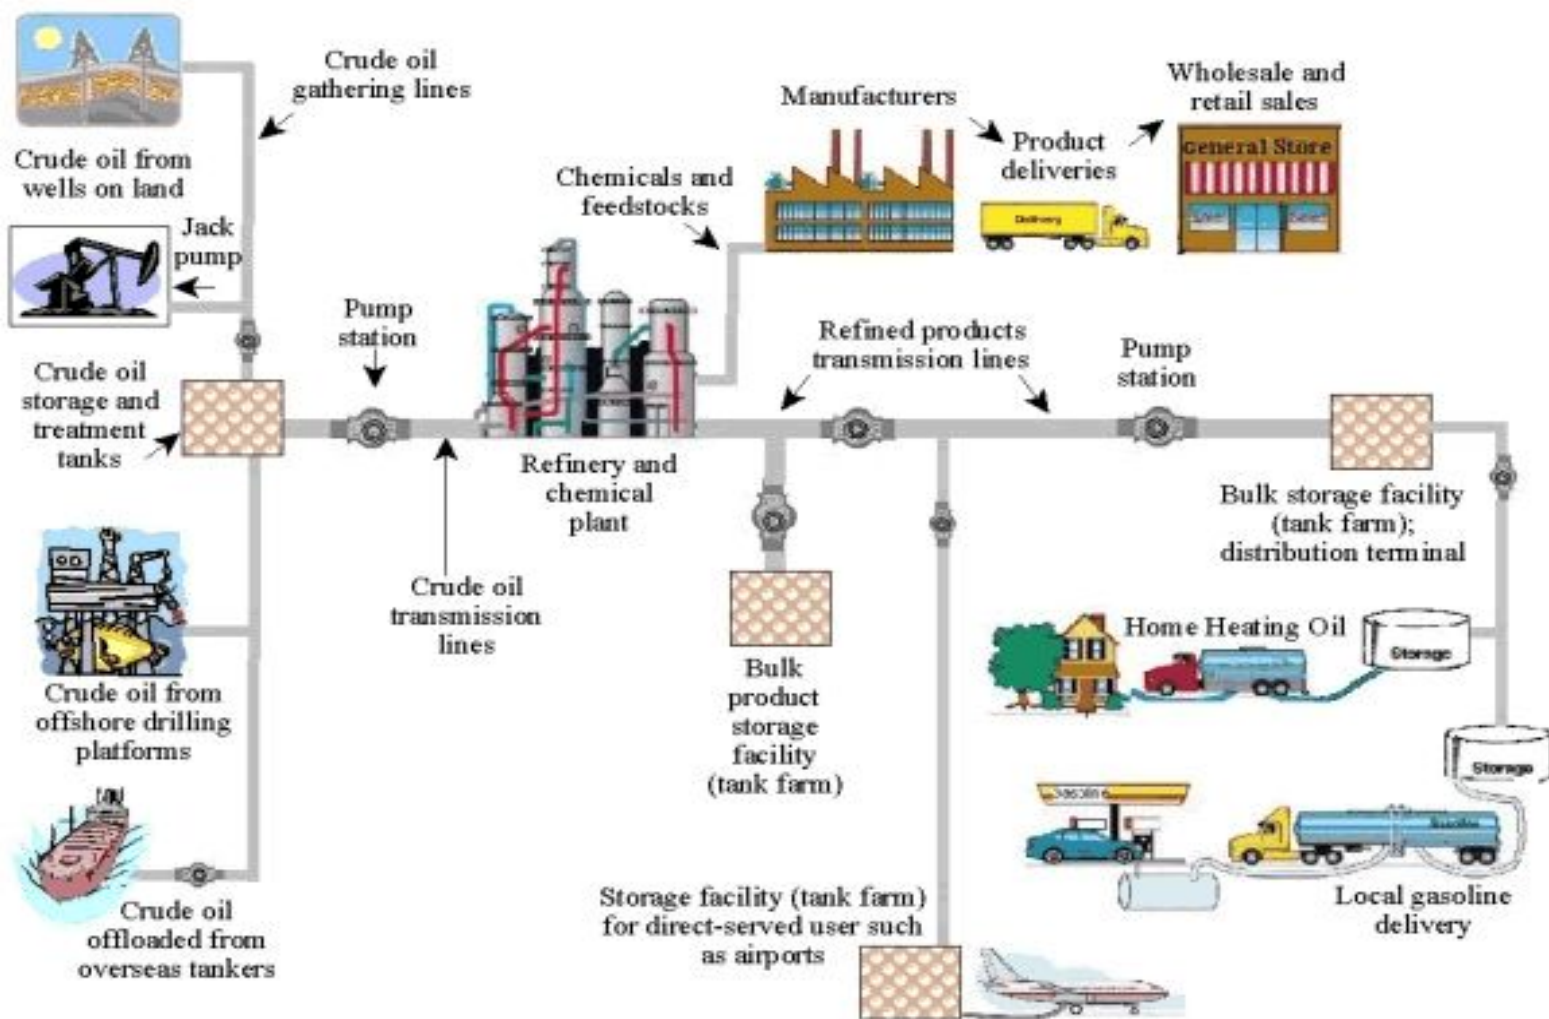 Crude oil
gathering lines
Crude oil from
wells on land
Jack
pump
Crude oil
storage and
treatment
tanks
Pump
station
Crude oil
transmission
lines
Crude oil from
offshore drilling
platforms
Crude oil
offloaded from
overseas tankers
Chemicals and
feedstocks
Refinery and
chemical
plant
Manufacturers
Product
deliveries
Delivery
Wholesale and
retail sales
General Store
Refined products
transmission lines
Pump
station
Bulk
product
storage
facility
(tank farm)
Storage facility (tank farm)
for direct-served user such
as airports
Bulk storage facility
(tank farm);
distribution terminal
Home Heating Oil
Storage
Storage
Gasoline
Local gasoline
delivery